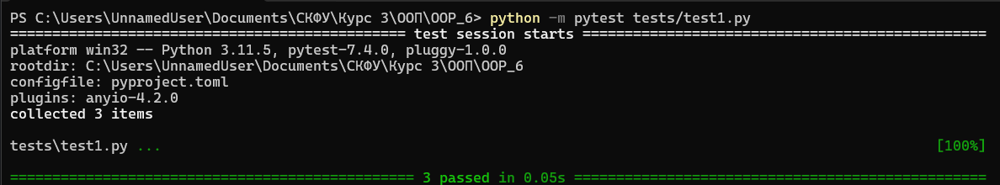 PS C:\Users\UnnamedUser\Documents\СКФУ\Курс 3\ООП\OOP_6> python -m pytest tests/test1.py
============================================== test session starts ===============================================
platform win32 -- Python 3.11.5, pytest-7.4.0, pluggy-1.0.0
rootdir: C:\Users\UnnamedUser\Documents\СКФУ\Курс 3\ООП\OOP_6
configfile: pyproject.toml
plugins: anyio-4.2.0
collected 3 items
tests\test1.py ... [100%]
=============================================== 3 passed in 0.05s ================================================